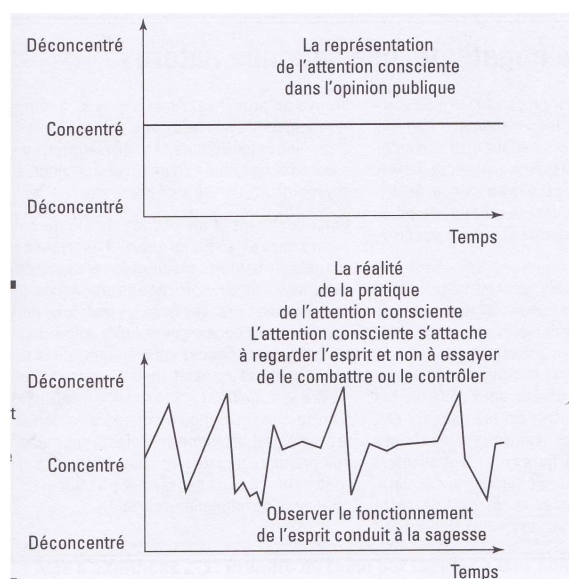 Déconcentré
La représentation
de l'attention consciente
dans l'opinion publique
Concentré
Déconcentré
Temps
La réalité
de la pratique
de l'attention consciente
L'attention consciente s'attache
à regarder l'esprit et non à essayer
de le combattre ou le contrôler
Déconcentré
Concentré
Observer le fonctionnement
de l'esprit conduit à la sagesse
Déconcentré
Temps